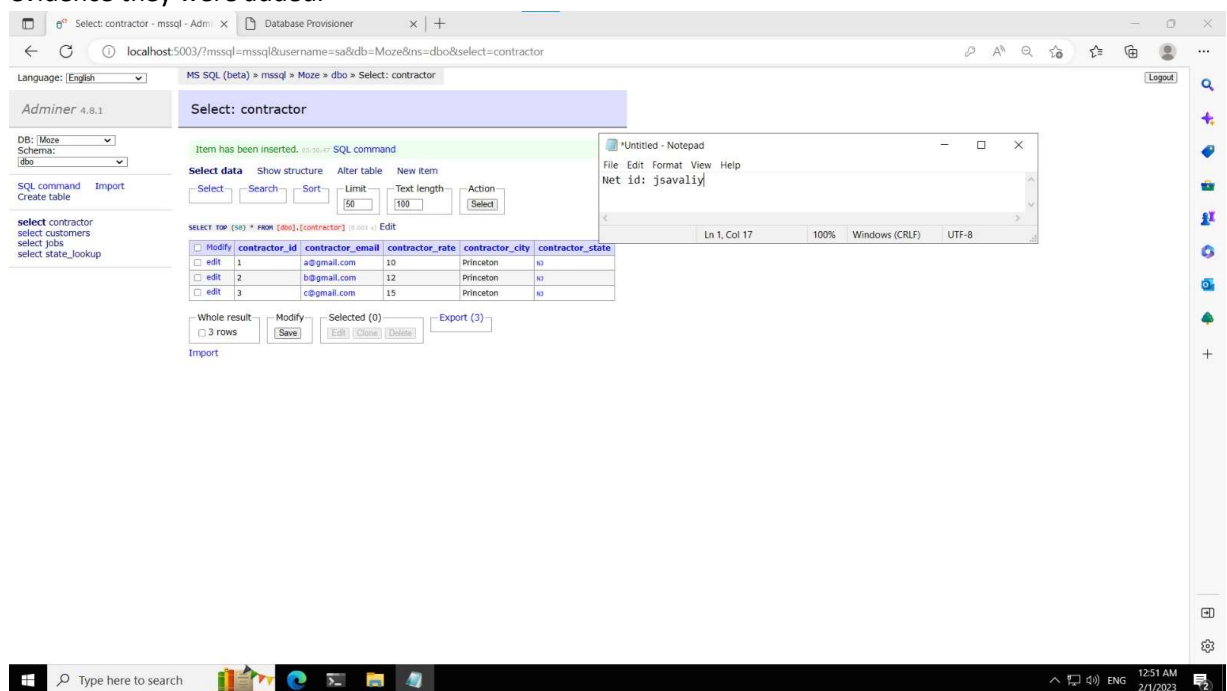 evidence they were added.
Select: contractor - mssql - Adm
Database Provisioner
localhost:5003/?mssql=mssql&username=sa&db=Moze&ns=dbo&select=contractor
Language: English
MS SQL (beta) » mssql » Moze » dbo » Select: contractor
Logout
Adminer 4.8.1
Select: contractor
DB: Moze
Schema:
dbo
SQL command Import
Create table
select contractor
select customers
select jobs
select state_lookup
Item has been inserted. SQL command
Select data Show structure Alter table New item
Select Search Sort Limit Text length Action
50 100 Select
SELECT TOP (50) * FROM [dbo].[contractor] Edit
Modify contractor_id contractor_email contractor_rate contractor_city contractor_state
edit 1 a@gmail.com 10 Princeton NJ
edit 2 b@gmail.com 12 Princeton NJ
edit 3 c@gmail.com 15 Princeton NJ
Whole result Modify Selected (0) Export (3)
3 rows Save Edit Clone Delete
Import
*Untitled - Notepad
File Edit Format View Help
Net id: jsavaliy
Ln 1, Col 17 100% Windows (CRLF) UTF-8
Type here to search
ENG
12:51 AM
2/1/2023